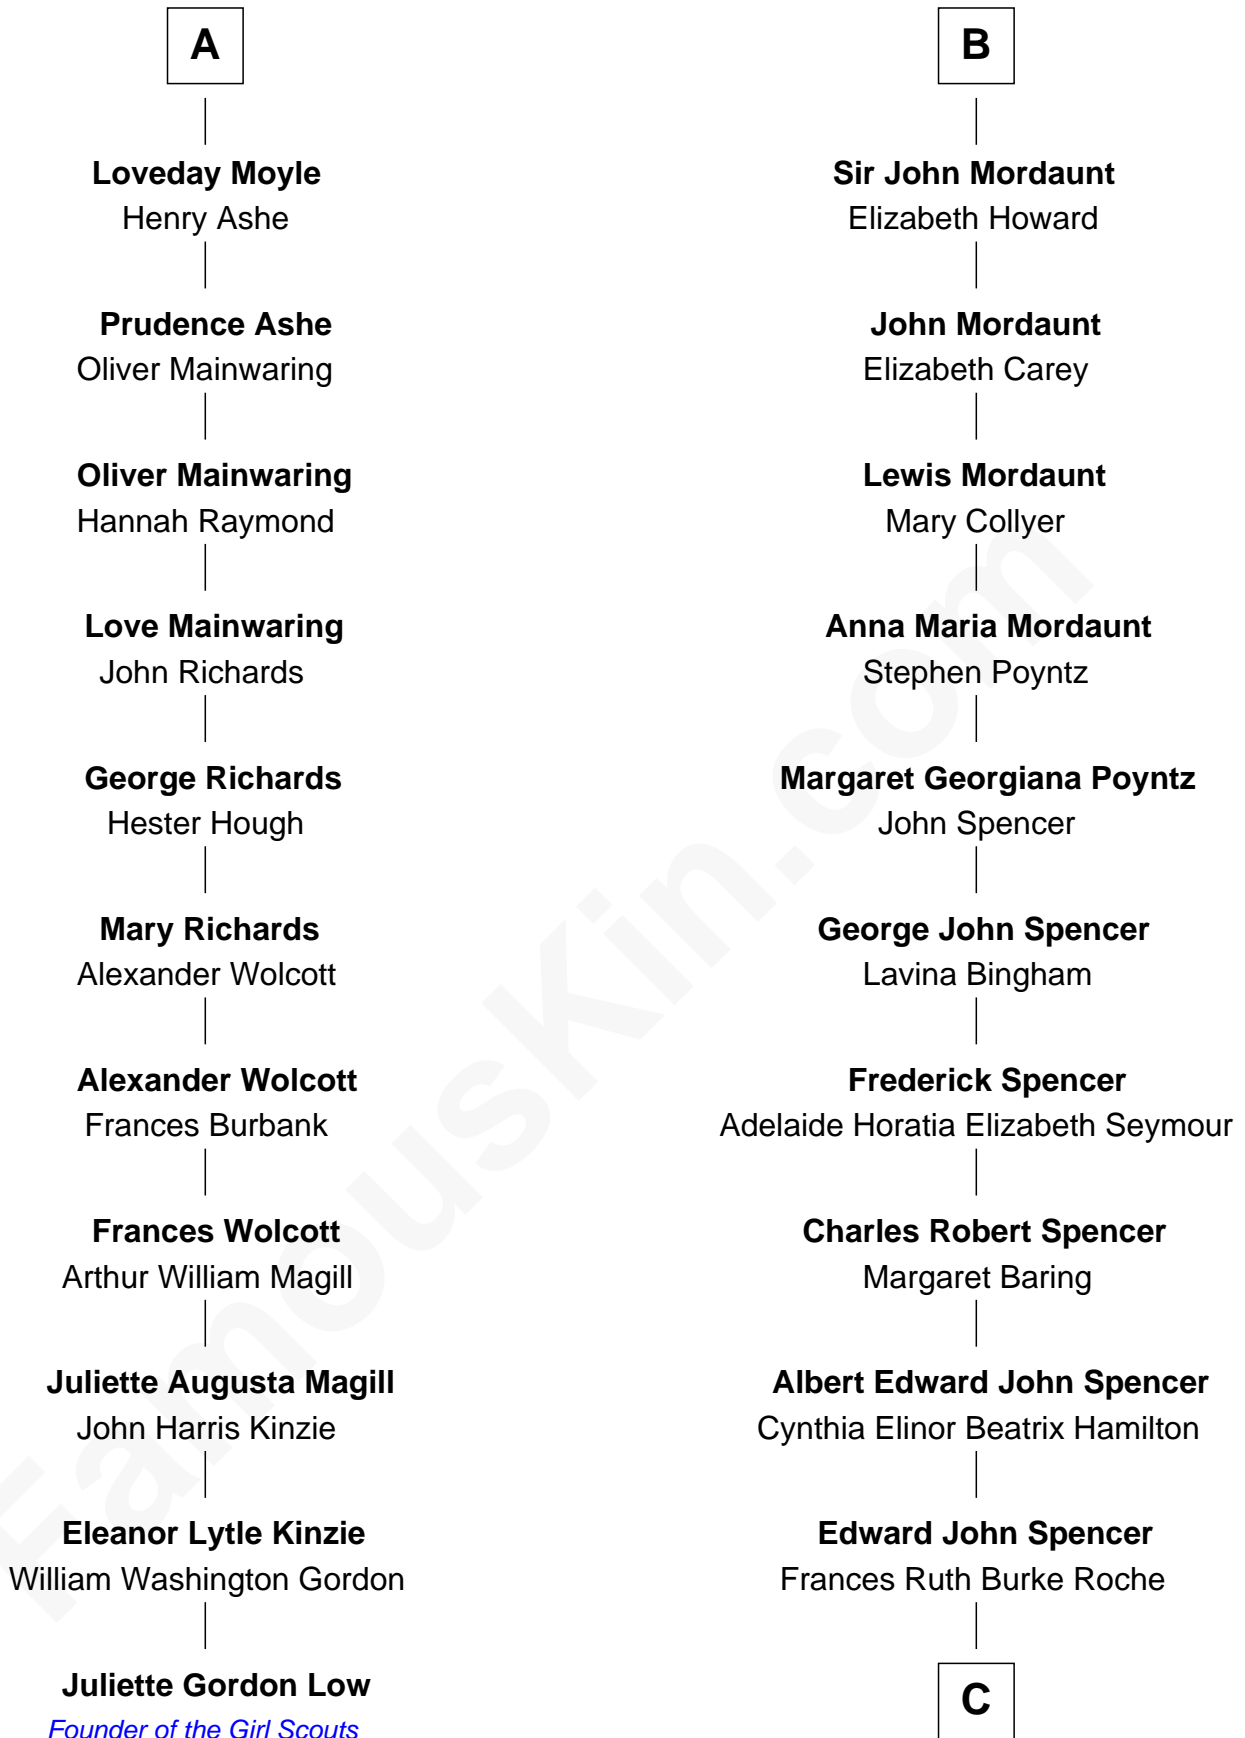 A
Loveday Moyle
Henry Ashe
Prudence Ashe
Oliver Mainwaring
Oliver Mainwaring
Hannah Raymond
Love Mainwaring
John Richards
George Richards
Hester Hough
Mary Richards
Alexander Wolcott
Alexander Wolcott
Frances Burbank
Frances Wolcott
Arthur William Magill
Juliette Augusta Magill
John Harris Kinzie
Eleanor Lytle Kinzie
William Washington Gordon
Juliette Gordon Low
Founder of the Girl Scouts
B
Sir John Mordaunt
Elizabeth Howard
John Mordaunt
Elizabeth Carey
Lewis Mordaunt
Mary Collyer
Anna Maria Mordaunt
Stephen Poyntz
Margaret Georgiana Poyntz
John Spencer
George John Spencer
Lavina Bingham
Frederick Spencer
Adelaide Horatia Elizabeth Seymour
Charles Robert Spencer
Margaret Baring
Albert Edward John Spencer
Cynthia Elinor Beatrix Hamilton
Edward John Spencer
Frances Ruth Burke Roche
C
FamousKin.com